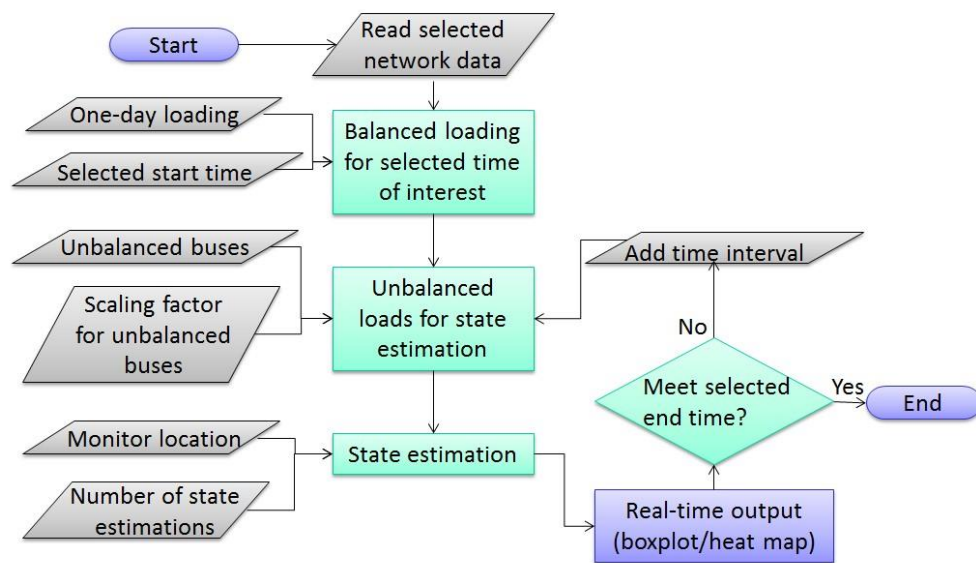 Start
Read selected
network data
One-day loading
Selected start time
Balanced loading
for selected time
of interest
Unbalanced buses
Scaling factor
for unbalanced
buses
Unbalanced
loads for state
estimation
Add time interval
No
Meet selected
end time?
Yes
End
Monitor location
Number of state
estimations
State estimation
Real-time output
(boxplot/heat map)